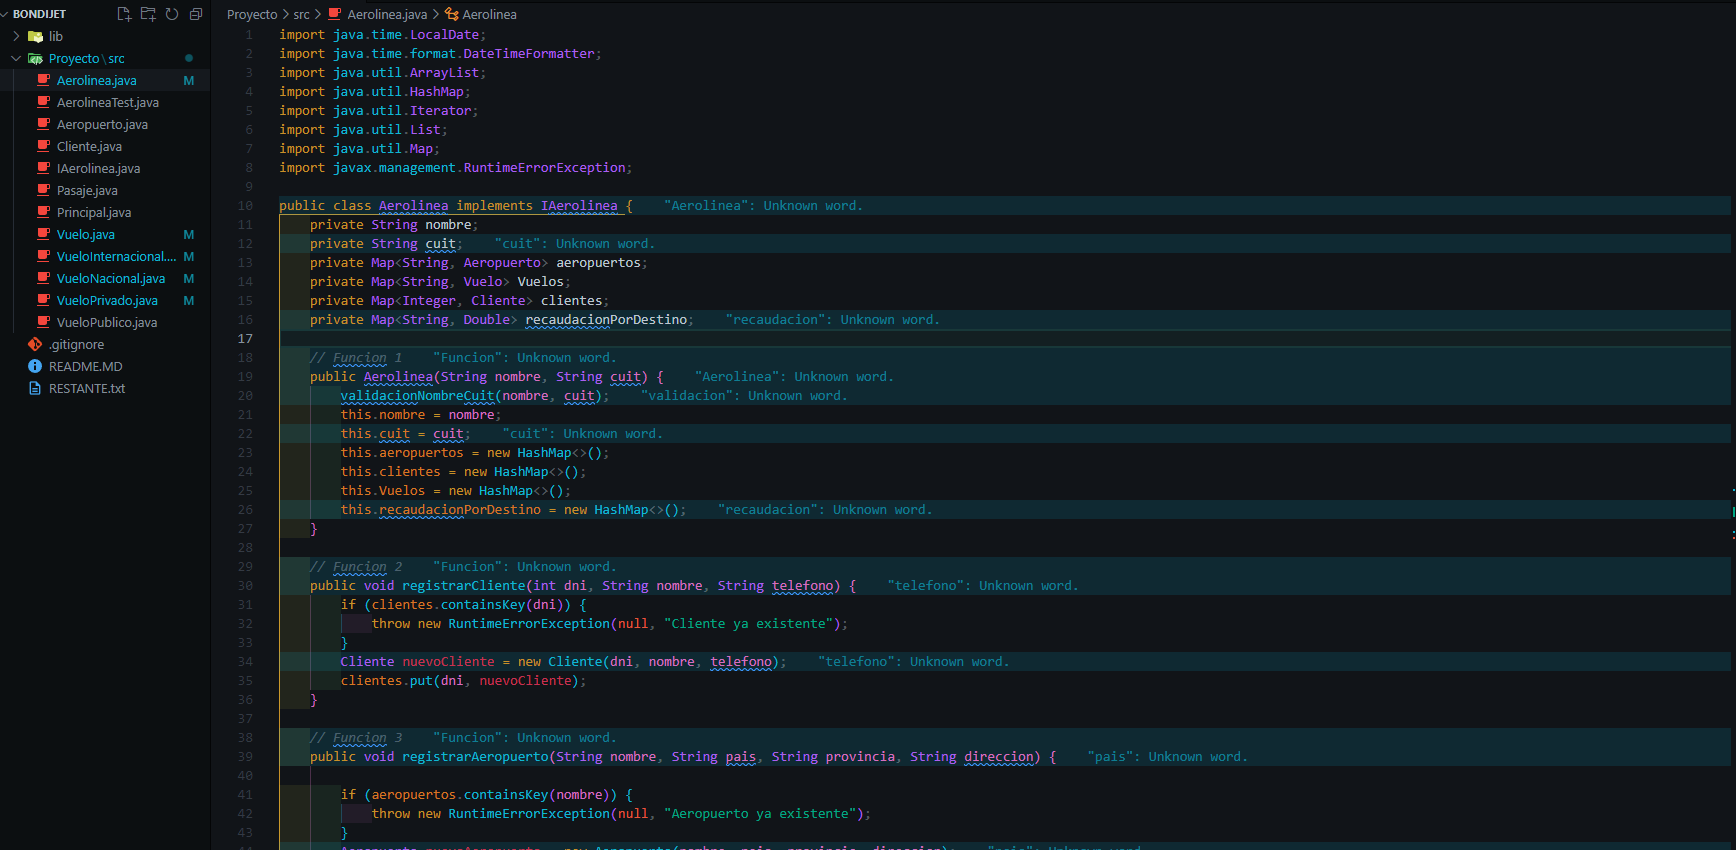 BONDIJET
lib
Proyecto \ src
Aerolinea.java M
AerolineaTest.java
Aeropuerto.java
Cliente.java
IAerolinea.java
Pasaje.java
Principal.java
Vuelo.java M
VueloInternacional.... M
VueloNacional.java M
VueloPrivado.java M
VueloPublico.java
.gitignore
README.MD
RESTANTE.txt
Proyecto > src > Aerolinea.java > Aerolinea
1 import java.time.LocalDate;
2 import java.time.format.DateTimeFormatter;
3 import java.util.ArrayList;
4 import java.util.HashMap;
5 import java.util.Iterator;
6 import java.util.List;
7 import java.util.Map;
8 import javax.management.RuntimeErrorException;
9
10 public class Aerolinea implements IAerolinea { "Aerolinea": Unknown word.
11 private String nombre;
12 private String cuit; "cuit": Unknown word.
13 private Map<String, Aeropuerto> aeropuertos;
14 private Map<String, Vuelo> Vuelos;
15 private Map<Integer, Cliente> clientes;
16 private Map<String, Double> recaudacionPorDestino; "recaudacion": Unknown word.
17
18 // Funcion 1 "Funcion": Unknown word.
19 public Aerolinea(String nombre, String cuit) { "Aerolinea": Unknown word.
20 validacionNombreCuit(nombre, cuit); "validacion": Unknown word.
21 this.nombre = nombre;
22 this.cuit = cuit; "cuit": Unknown word.
23 this.aeropuertos = new HashMap<>();
24 this.clientes = new HashMap<>();
25 this.Vuelos = new HashMap<>();
26 this.recaudacionPorDestino = new HashMap<>(); "recaudacion": Unknown word.
27 }
28
29 // Funcion 2 "Funcion": Unknown word.
30 public void registrarCliente(int dni, String nombre, String telefono) { "telefono": Unknown word.
31 if (clientes.containsKey(dni)) {
32 throw new RuntimeErrorException(null, "Cliente ya existente");
33 }
34 Cliente nuevoCliente = new Cliente(dni, nombre, telefono); "telefono": Unknown word.
35 clientes.put(dni, nuevoCliente);
36 }
37
38 // Funcion 3 "Funcion": Unknown word.
39 public void registrarAeropuerto(String nombre, String pais, String provincia, String direccion) { "pais": Unknown word.
40
41 if (aeropuertos.containsKey(nombre)) {
42 throw new RuntimeErrorException(null, "Aeropuerto ya existente");
43 }